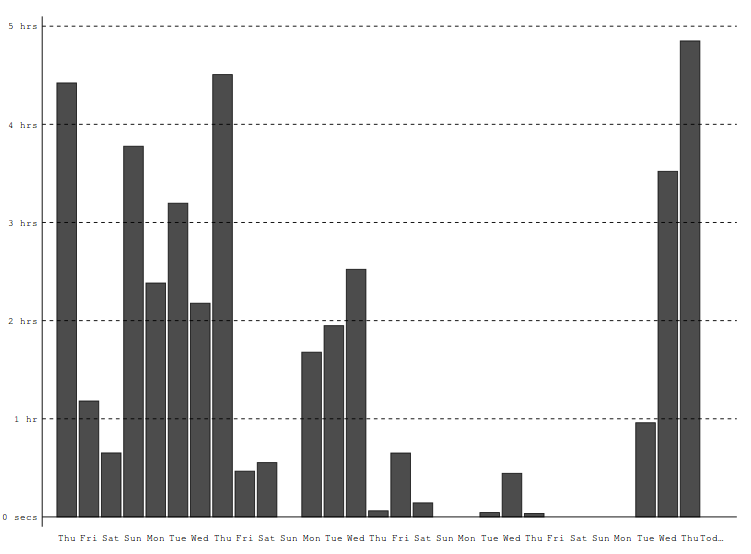 5 hrs
4 hrs
3 hrs
2 hrs
1 hr
0 secs
Thu Fri Sat Sun Mon Tue Wed Thu Fri Sat Sun Mon Tue Wed Thu Fri Sat Sun Mon Tue Wed Thu Fri Sat Sun Mon Tue Wed Thu Tod…